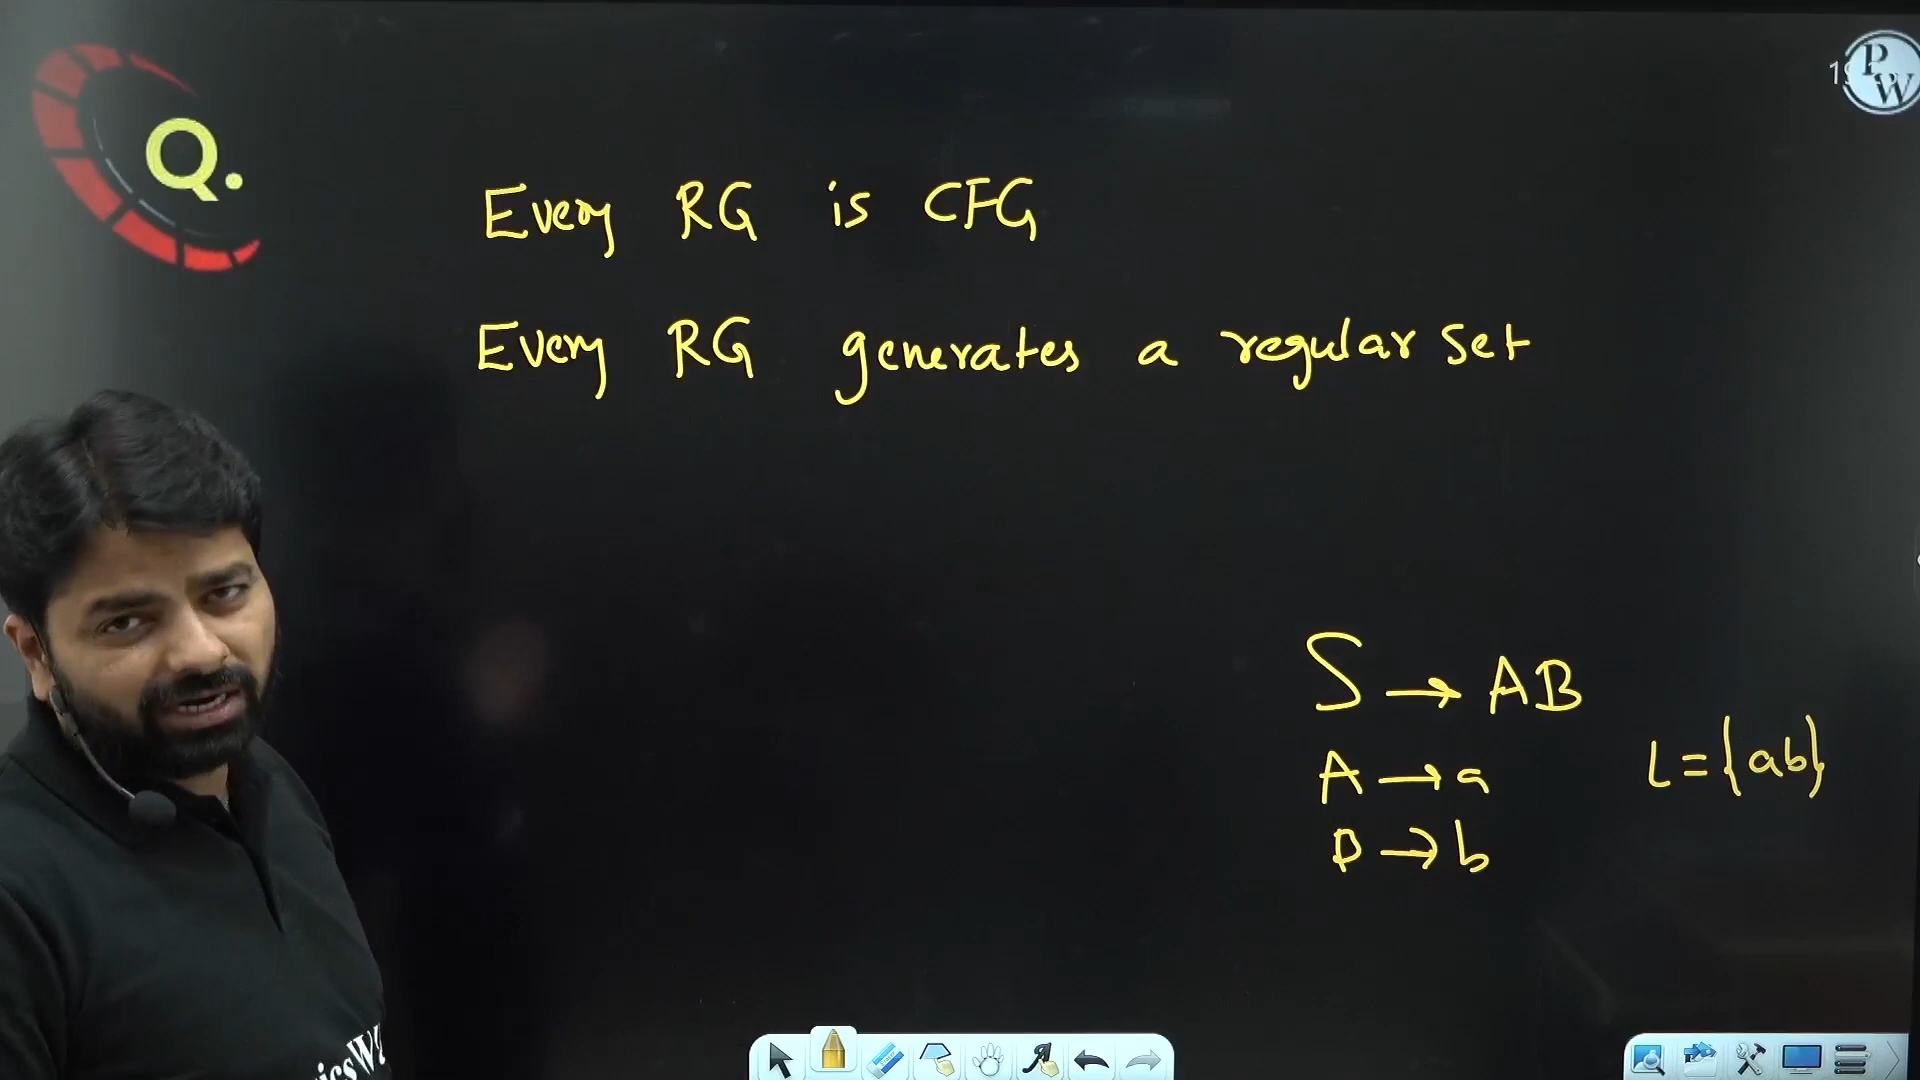 Q.
PW
Every RG is CFG
Every RG generates a regular set
S → AB
A → a
L = {ab}
B → b